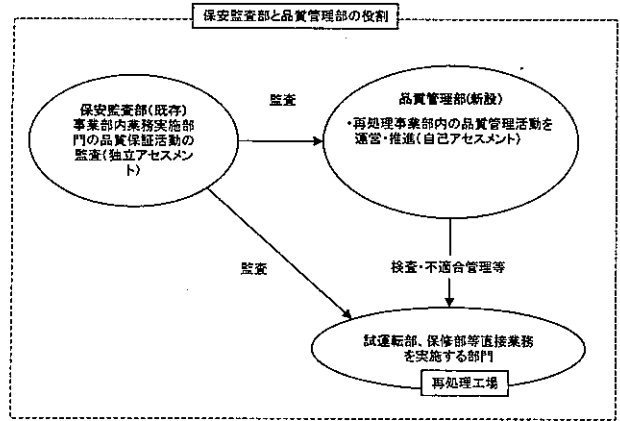 保安監査部と品質管理部の役割
保安監査部(既存)
事業部内業務実施部
門の品質保証活動の
監査(独立アセスメン
ト)
監査
品質管理部(新設)
・再処理事業部内の品質管理活動を
運営・推進(自己アセスメント)
監査
検査・不適合管理等
試運転部、保修部等直接業務
を実施する部門
再処理工場